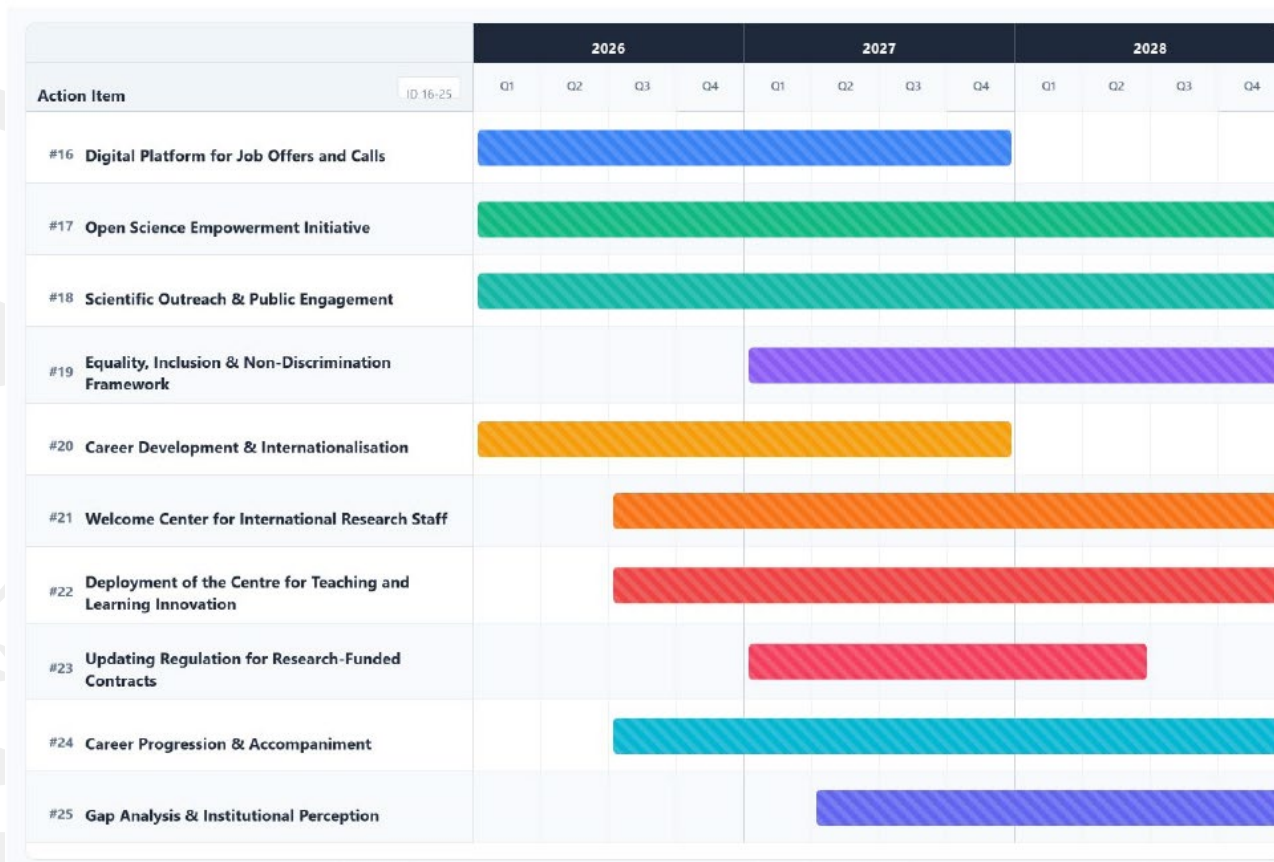 2026 2027 2028
Action Item ID 16-25 Q1 Q2 Q3 Q4 Q1 Q2 Q3 Q4 Q1 Q2 Q3 Q4
#16 Digital Platform for Job Offers and Calls
#17 Open Science Empowerment Initiative
#18 Scientific Outreach & Public Engagement
#19 Equality, Inclusion & Non-Discrimination
Framework
#20 Career Development & Internationalisation
#21 Welcome Center for International Research Staff
#22 Deployment of the Centre for Teaching and
Learning Innovation
#23 Updating Regulation for Research-Funded
Contracts
#24 Career Progression & Accompaniment
#25 Gap Analysis & Institutional Perception